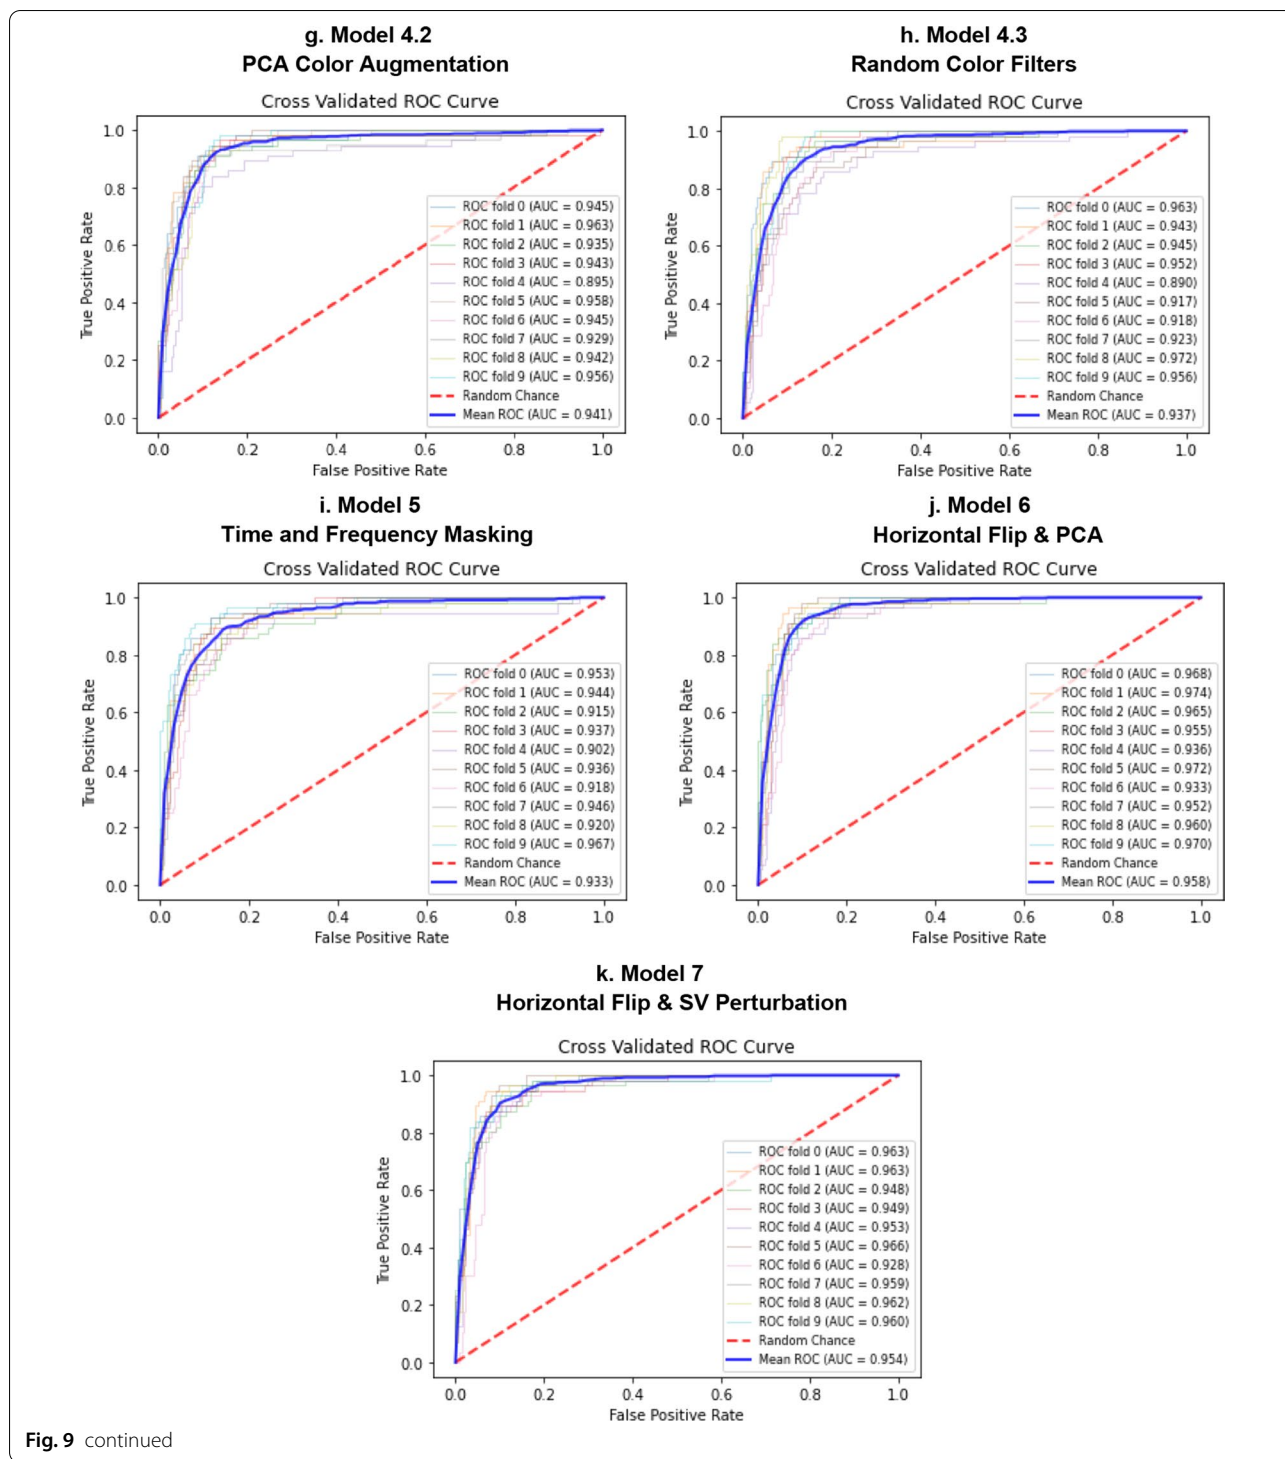 g. Model 4.2
PCA Color Augmentation
Cross Validated ROC Curve
True Positive Rate
1.0
0.8
0.6
0.4
0.2
0.0
ROC fold 0 (AUC = 0.945)
ROC fold 1 (AUC = 0.963)
ROC fold 2 (AUC = 0.935)
ROC fold 3 (AUC = 0.943)
ROC fold 4 (AUC = 0.895)
ROC fold 5 (AUC = 0.958)
ROC fold 6 (AUC = 0.945)
ROC fold 7 (AUC = 0.929)
ROC fold 8 (AUC = 0.942)
ROC fold 9 (AUC = 0.956)
Random Chance
Mean ROC (AUC = 0.941)
0.0 0.2 0.4 0.6 0.8 1.0
False Positive Rate
h. Model 4.3
Random Color Filters
Cross Validated ROC Curve
True Positive Rate
1.0
0.8
0.6
0.4
0.2
0.0
ROC fold 0 (AUC = 0.963)
ROC fold 1 (AUC = 0.943)
ROC fold 2 (AUC = 0.945)
ROC fold 3 (AUC = 0.952)
ROC fold 4 (AUC = 0.890)
ROC fold 5 (AUC = 0.917)
ROC fold 6 (AUC = 0.918)
ROC fold 7 (AUC = 0.923)
ROC fold 8 (AUC = 0.972)
ROC fold 9 (AUC = 0.956)
Random Chance
Mean ROC (AUC = 0.937)
0.0 0.2 0.4 0.6 0.8 1.0
False Positive Rate
i. Model 5
Time and Frequency Masking
Cross Validated ROC Curve
True Positive Rate
1.0
0.8
0.6
0.4
0.2
0.0
ROC fold 0 (AUC = 0.953)
ROC fold 1 (AUC = 0.944)
ROC fold 2 (AUC = 0.915)
ROC fold 3 (AUC = 0.937)
ROC fold 4 (AUC = 0.902)
ROC fold 5 (AUC = 0.936)
ROC fold 6 (AUC = 0.918)
ROC fold 7 (AUC = 0.946)
ROC fold 8 (AUC = 0.920)
ROC fold 9 (AUC = 0.967)
Random Chance
Mean ROC (AUC = 0.933)
0.0 0.2 0.4 0.6 0.8 1.0
False Positive Rate
j. Model 6
Horizontal Flip & PCA
Cross Validated ROC Curve
True Positive Rate
1.0
0.8
0.6
0.4
0.2
0.0
ROC fold 0 (AUC = 0.968)
ROC fold 1 (AUC = 0.974)
ROC fold 2 (AUC = 0.965)
ROC fold 3 (AUC = 0.955)
ROC fold 4 (AUC = 0.936)
ROC fold 5 (AUC = 0.972)
ROC fold 6 (AUC = 0.933)
ROC fold 7 (AUC = 0.952)
ROC fold 8 (AUC = 0.960)
ROC fold 9 (AUC = 0.970)
Random Chance
Mean ROC (AUC = 0.958)
0.0 0.2 0.4 0.6 0.8 1.0
False Positive Rate
k. Model 7
Horizontal Flip & SV Perturbation
Cross Validated ROC Curve
True Positive Rate
1.0
0.8
0.6
0.4
0.2
0.0
ROC fold 0 (AUC = 0.963)
ROC fold 1 (AUC = 0.963)
ROC fold 2 (AUC = 0.948)
ROC fold 3 (AUC = 0.949)
ROC fold 4 (AUC = 0.953)
ROC fold 5 (AUC = 0.966)
ROC fold 6 (AUC = 0.928)
ROC fold 7 (AUC = 0.959)
ROC fold 8 (AUC = 0.962)
ROC fold 9 (AUC = 0.960)
Random Chance
Mean ROC (AUC = 0.954)
0.0 0.2 0.4 0.6 0.8 1.0
False Positive Rate
Fig. 9 continued